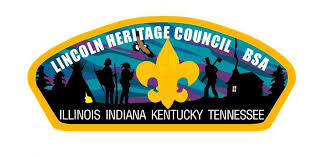 LINCOLN HERITAGE COUNCIL BSA
ILLINOIS INDIANA KENTUCKY TENNESSEE